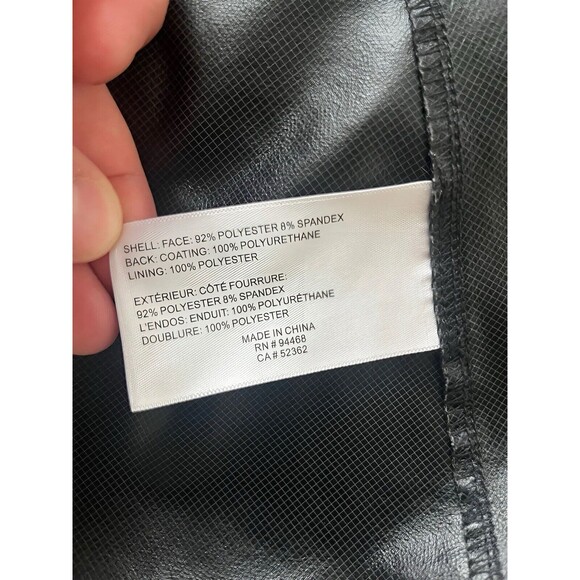 SHELL: FACE: 92% POLYESTER 8% SPANDEX
BACK: COATING: 100% POLYURETHANE
LINING: 100% POLYESTER
EXTÉRIEUR: CÔTÉ FOURRURE:
92% POLYESTER 8% SPANDEX
L'ENDOS: ENDUIT: 100% POLYURÉTHANE
DOUBLURE: 100% POLYESTER
MADE IN CHINA
RN # 94468
CA # 52362